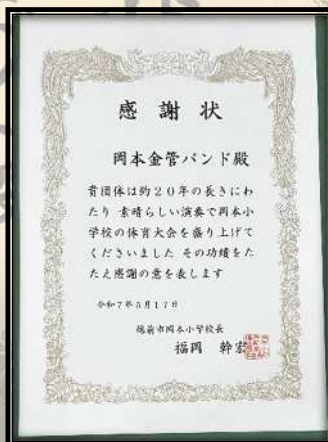 感謝状
岡本金管バンド殿
貴団体は約20年の長きにわ
たり 素晴らしい演奏で岡本小
学校の体育大会を盛り上げて
くださいました その功績をた
たえ感謝の意を表します
令和7年5月17日
越前市岡本小学校長
福岡 幹宏